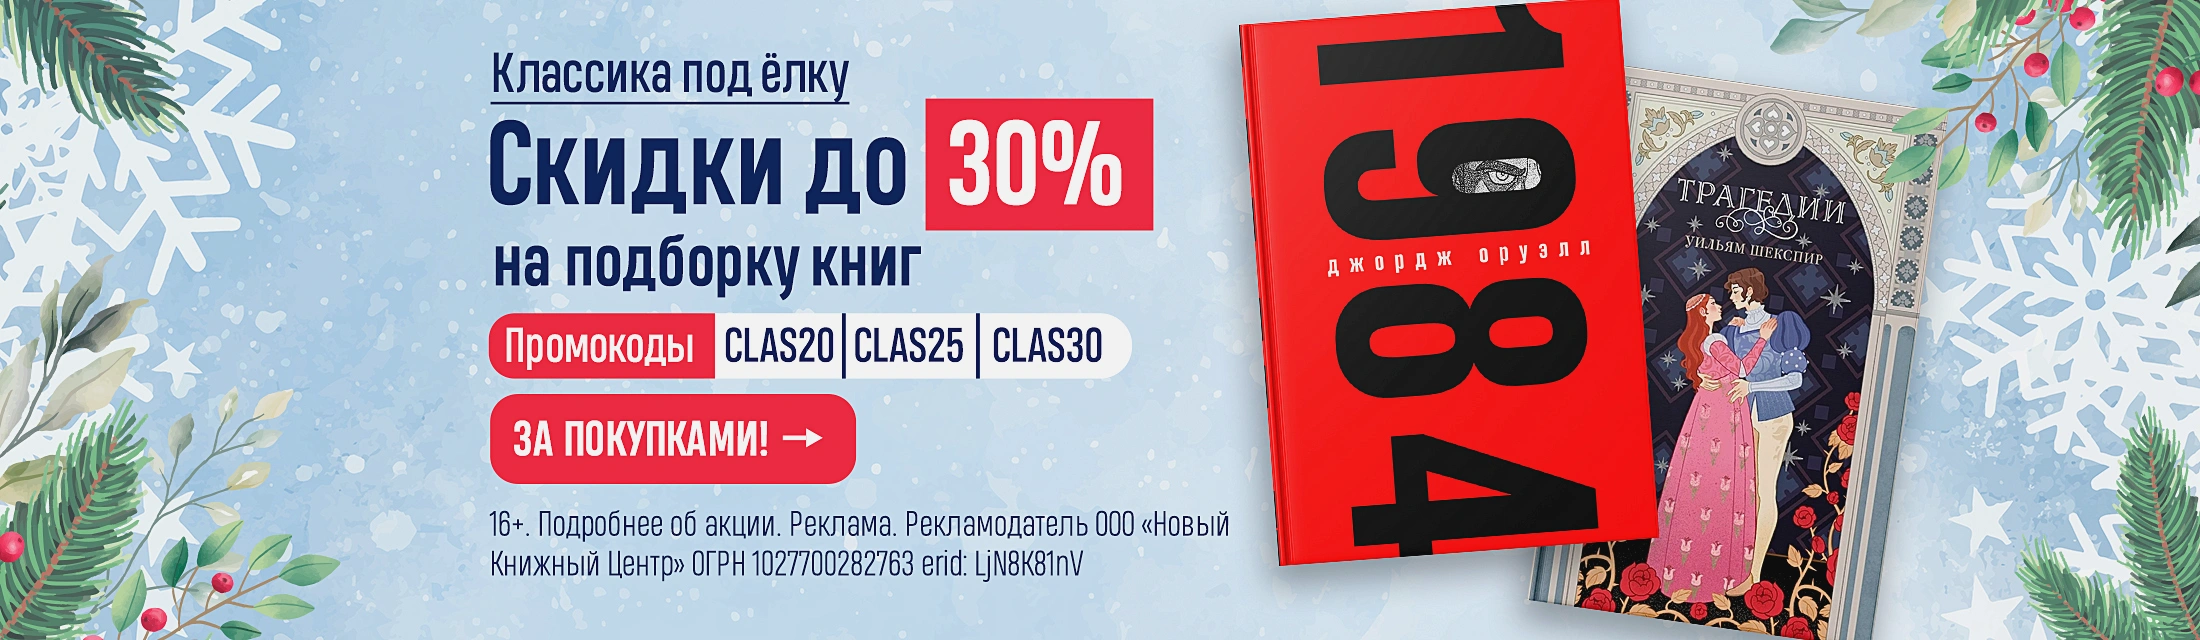 Классика под ёлку
Скидки до 30%
на подборку книг
Промокоды CLAS20 CLAS25 CLAS30
ЗА ПОКУПКАМИ! →
16+. Подробнее об акции. Реклама. Рекламодатель ООО «Новый
Книжный Центр» ОГРН 1027700282763 erid: LjN8K81nV
1984
джордж оруэлл
ТРАГЕДИИ
УИЛЬЯМ ШЕКСПИР